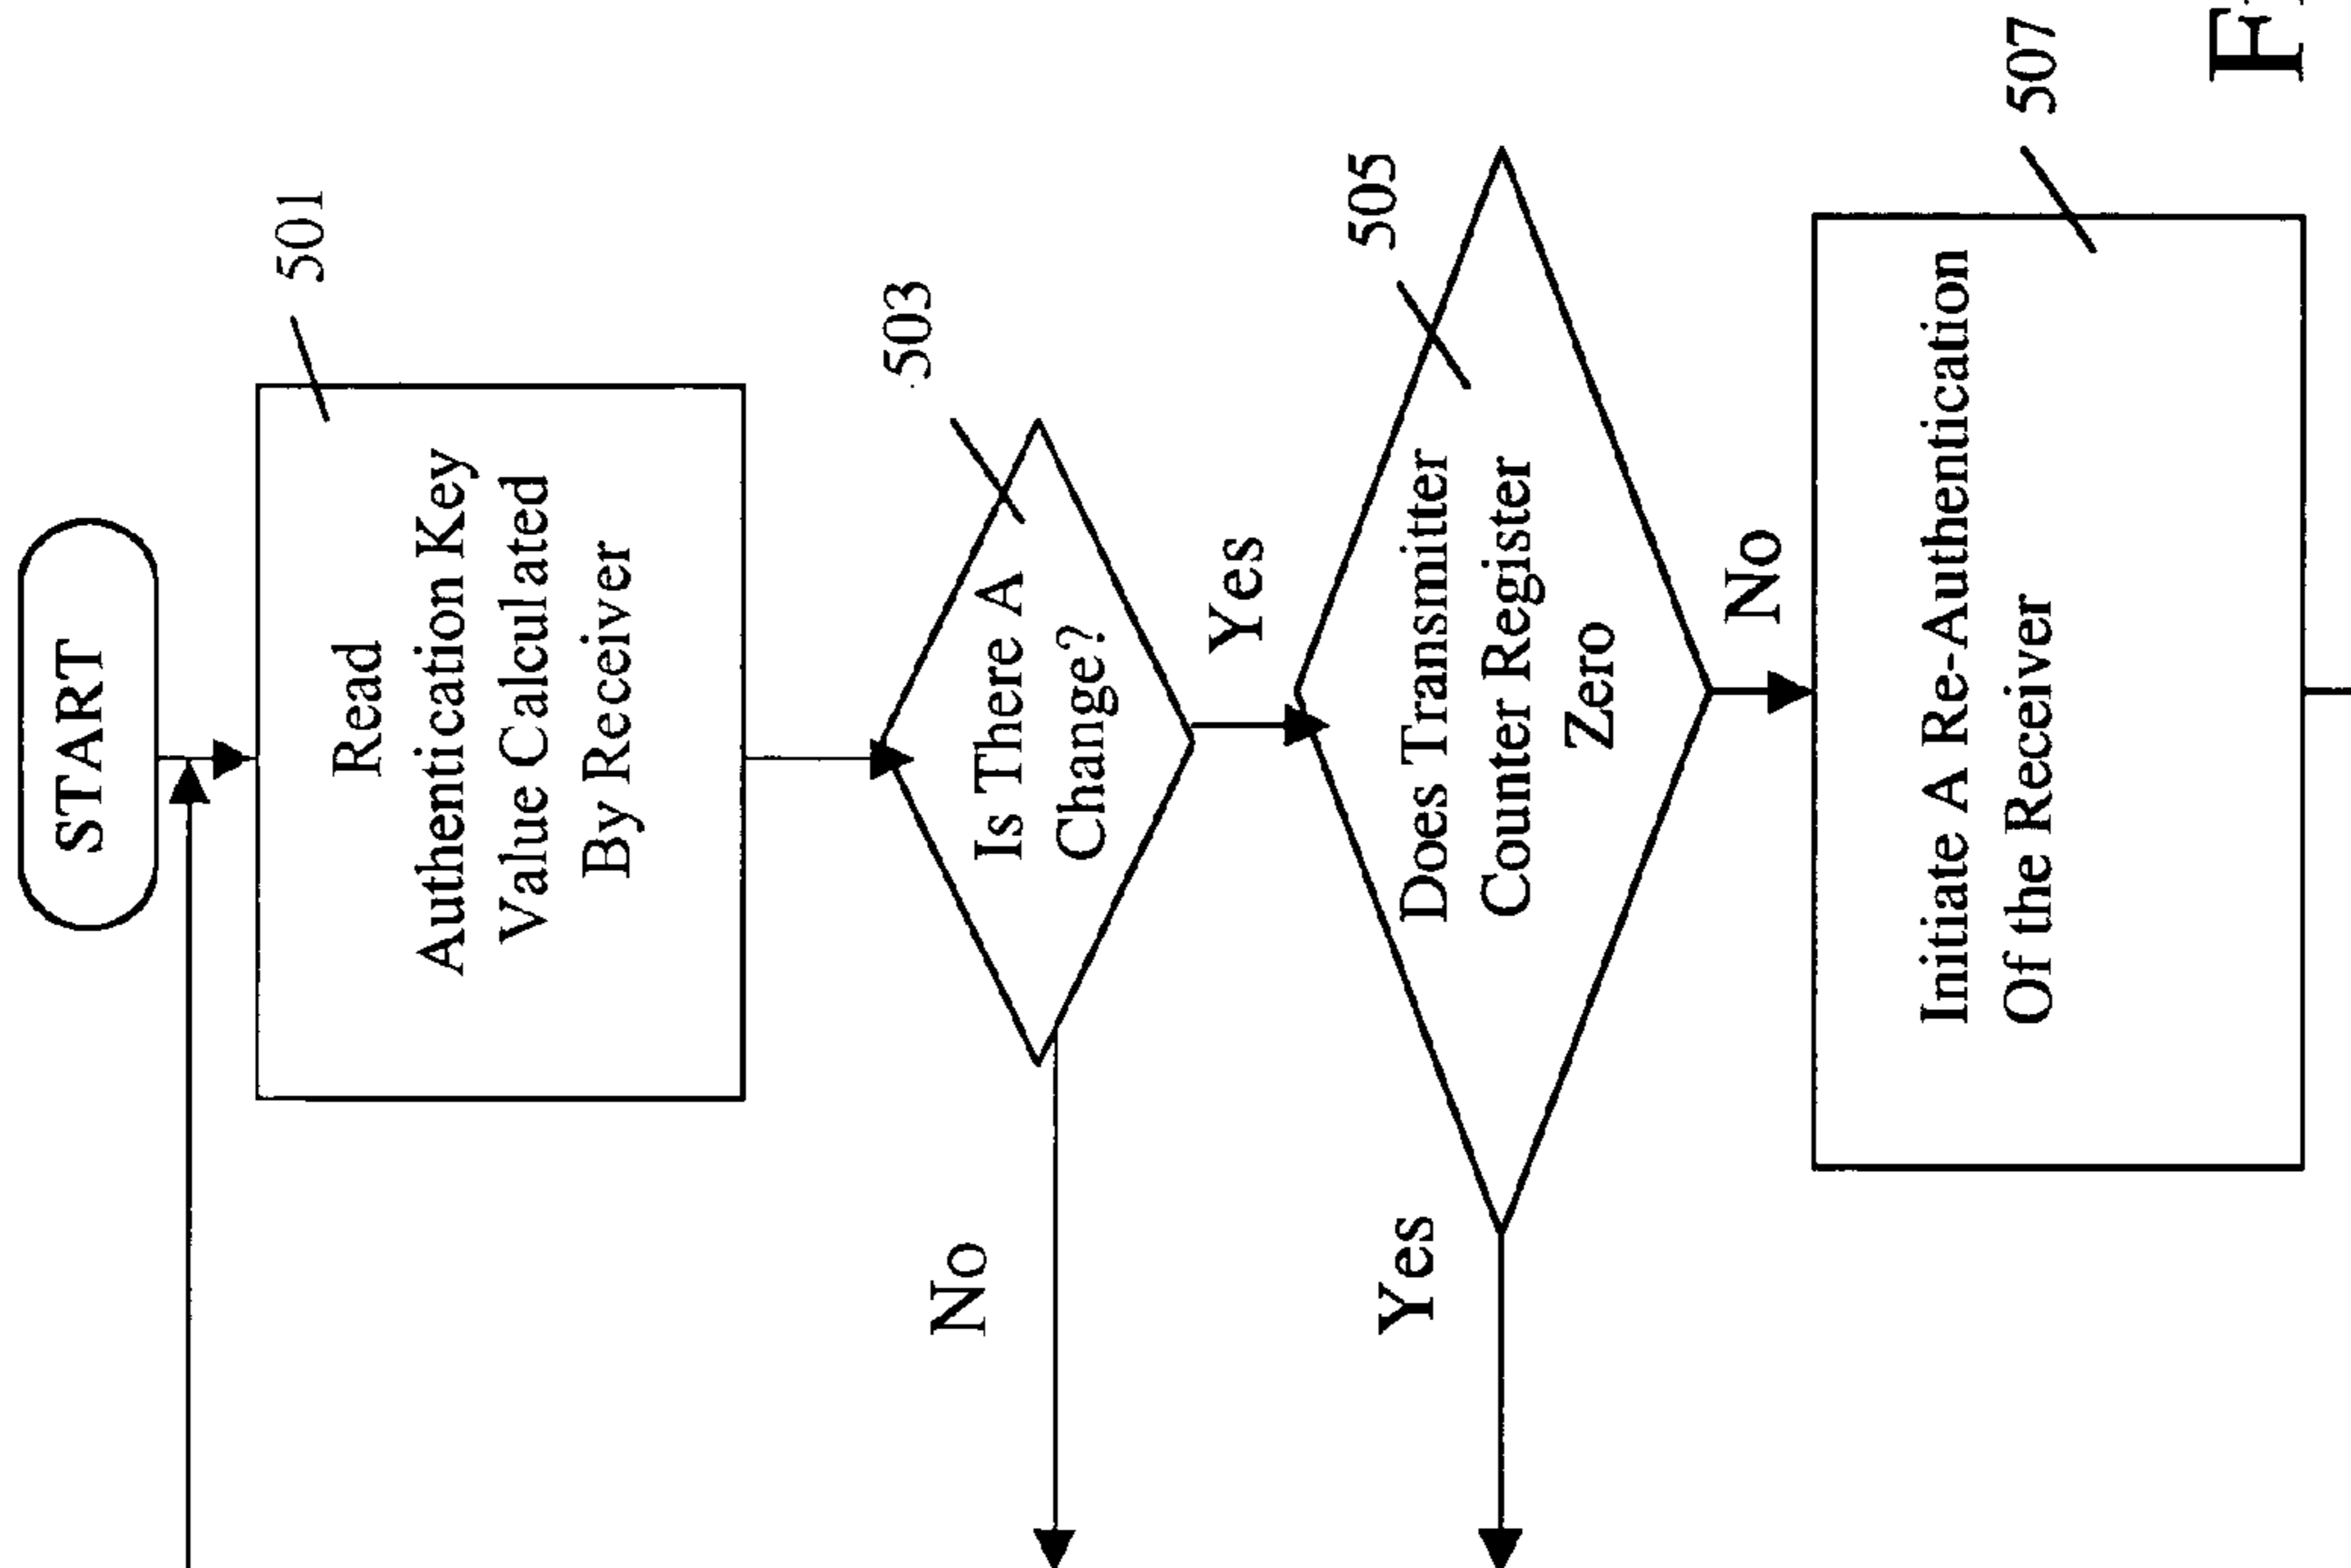 START
501
Read
Authentication Key
Value Calculated
By Receiver
503
Is There A
Change?
No
Yes
505
Does Transmitter
Counter Register
Zero
Yes
No
507
Initiate A Re-Authentication
Of the Receiver